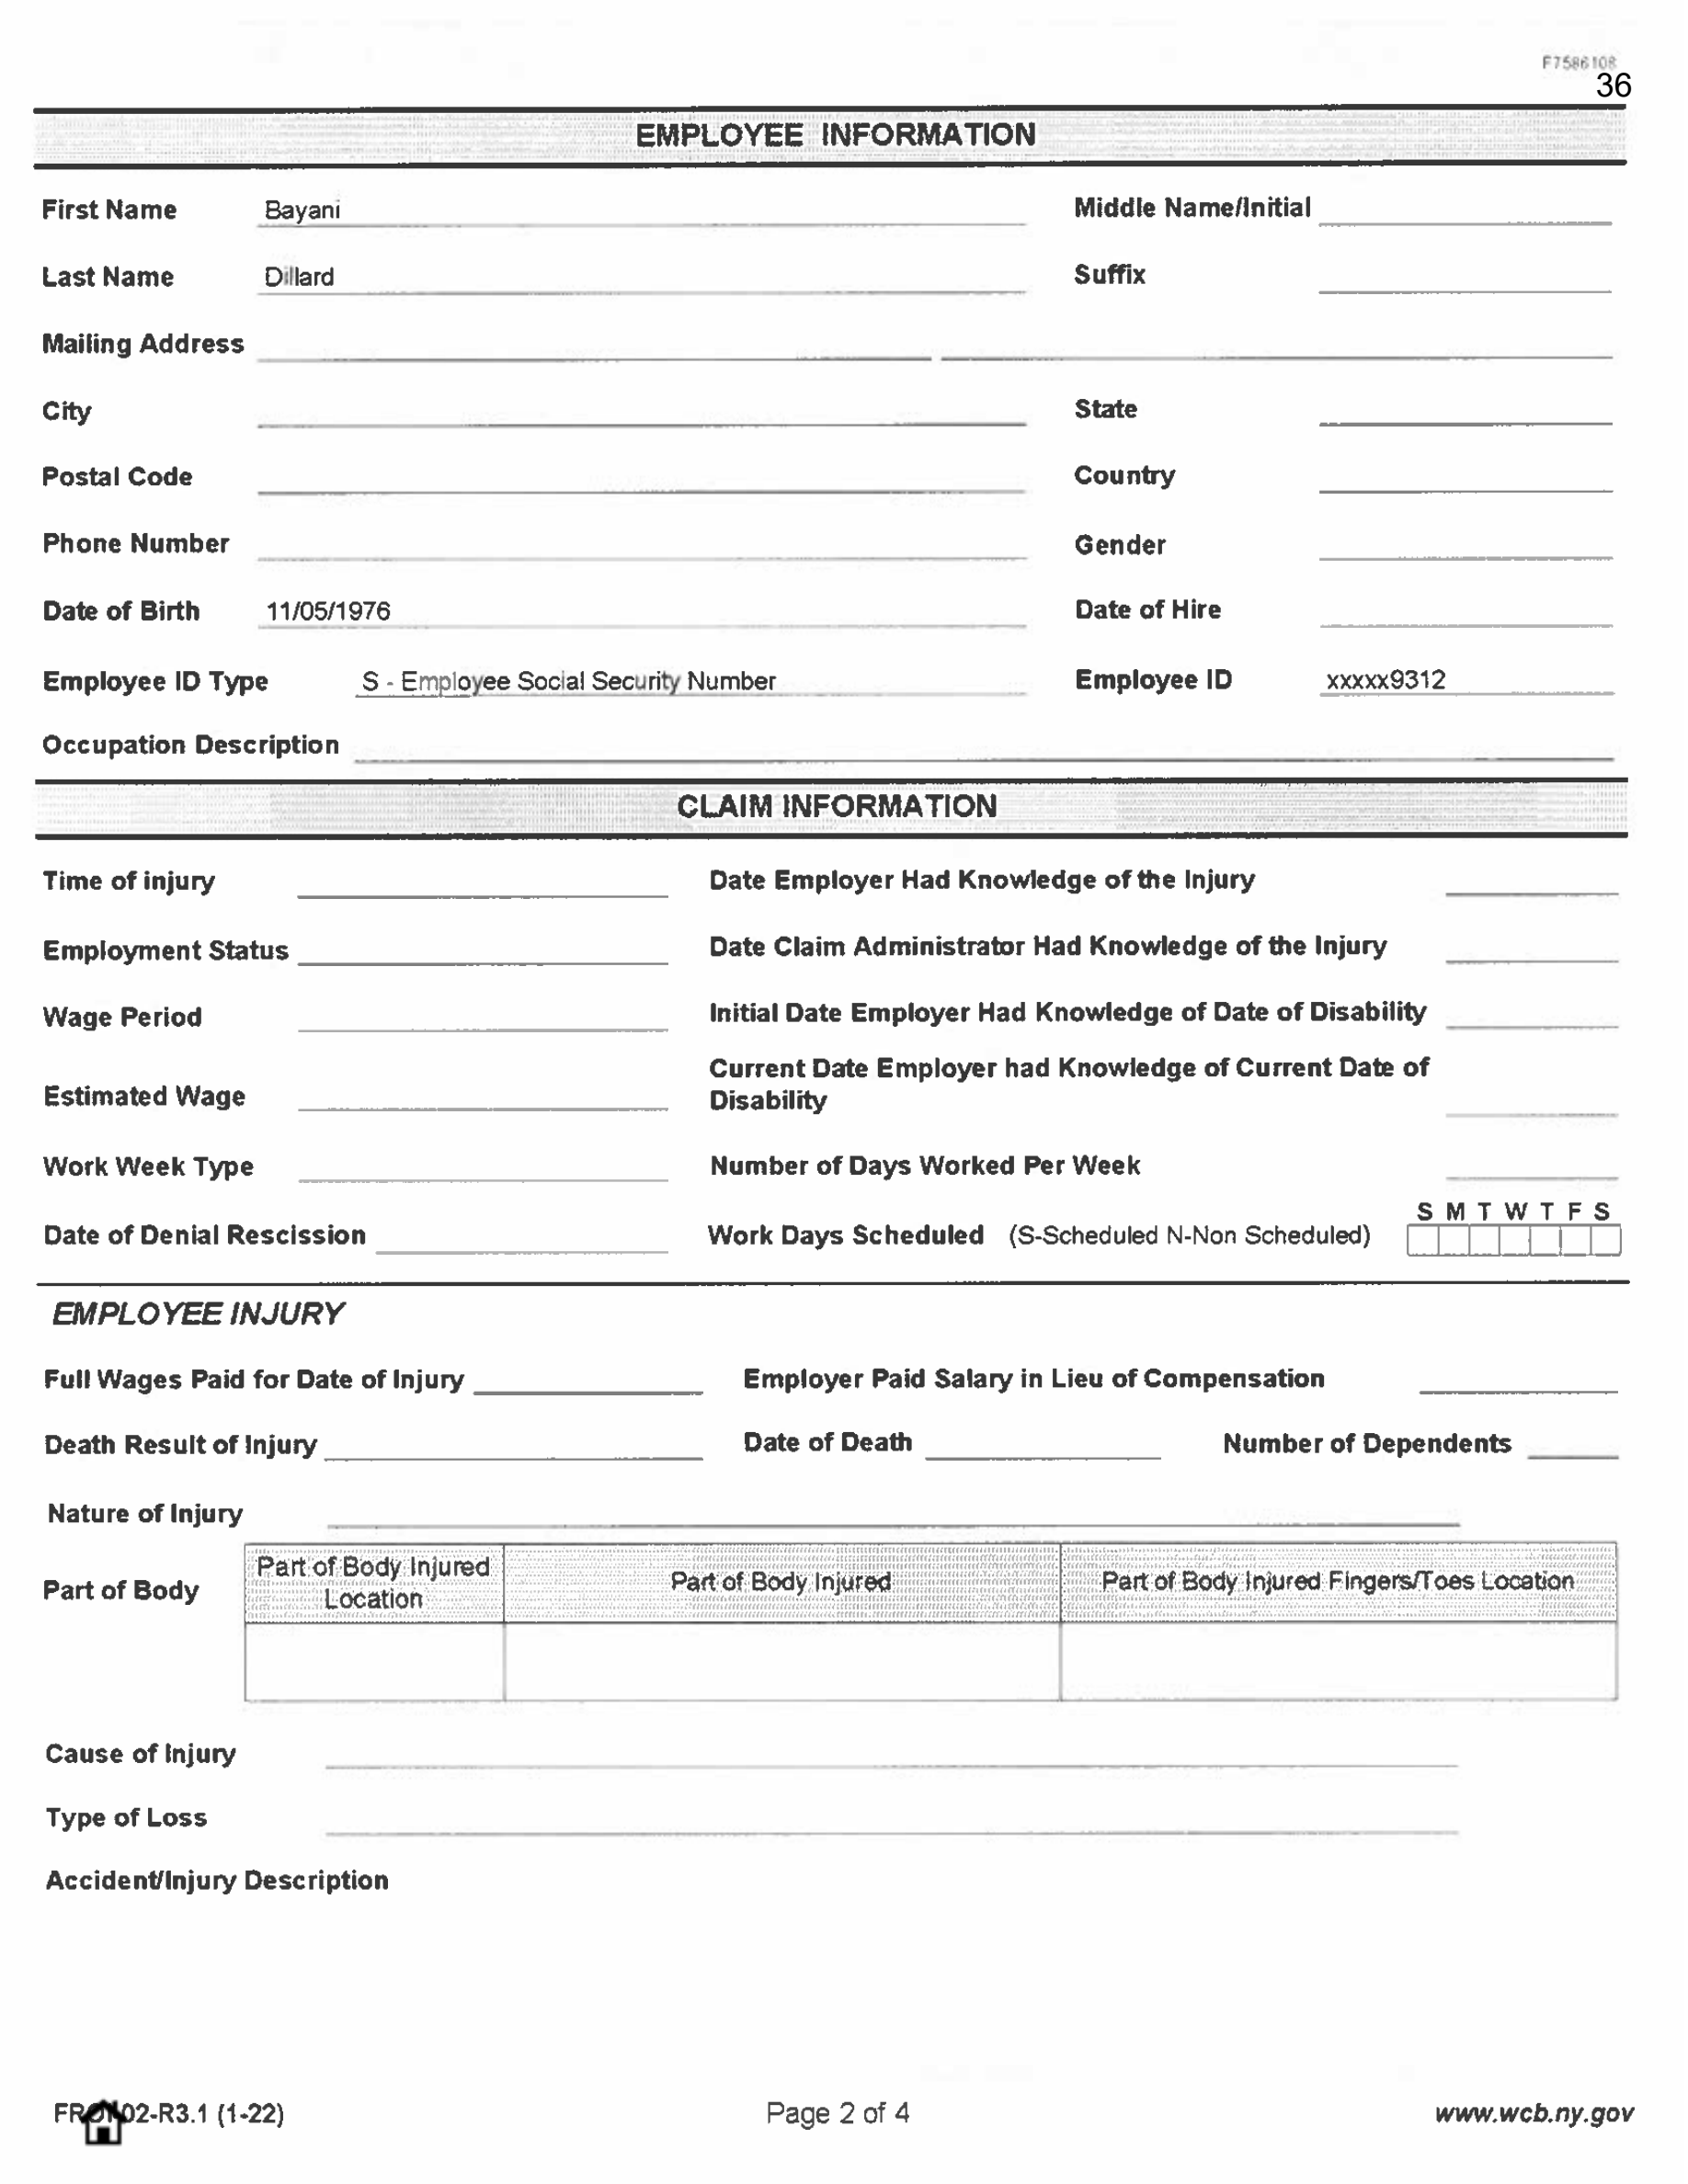 F7586108
36
EMPLOYEE INFORMATION
First Name Bayani Middle Name/Initial
Last Name Dillard Suffix
Mailing Address
City State
Postal Code Country
Phone Number Gender
Date of Birth 11/05/1976 Date of Hire
Employee ID Type S - Employee Social Security Number Employee ID xxxxx9312
Occupation Description
CLAIM INFORMATION
Time of injury Date Employer Had Knowledge of the Injury
Employment Status Date Claim Administrator Had Knowledge of the Injury
Wage Period Initial Date Employer Had Knowledge of Date of Disability
Current Date Employer had Knowledge of Current Date of
Estimated Wage Disability
Work Week Type Number of Days Worked Per Week
S M T W T F S
Date of Denial Rescission Work Days Scheduled (S-Scheduled N-Non Scheduled)
EMPLOYEE INJURY
Full Wages Paid for Date of Injury Employer Paid Salary in Lieu of Compensation
Death Result of Injury Date of Death Number of Dependents
Nature of Injury
Part of Body Injured
Part of Body Location Part of Body Injured Part of Body Injured Fingers/Toes Location
Cause of Injury
Type of Loss
Accident/Injury Description
(1-22) Page 2 of 4 www.wcb.ny.gov